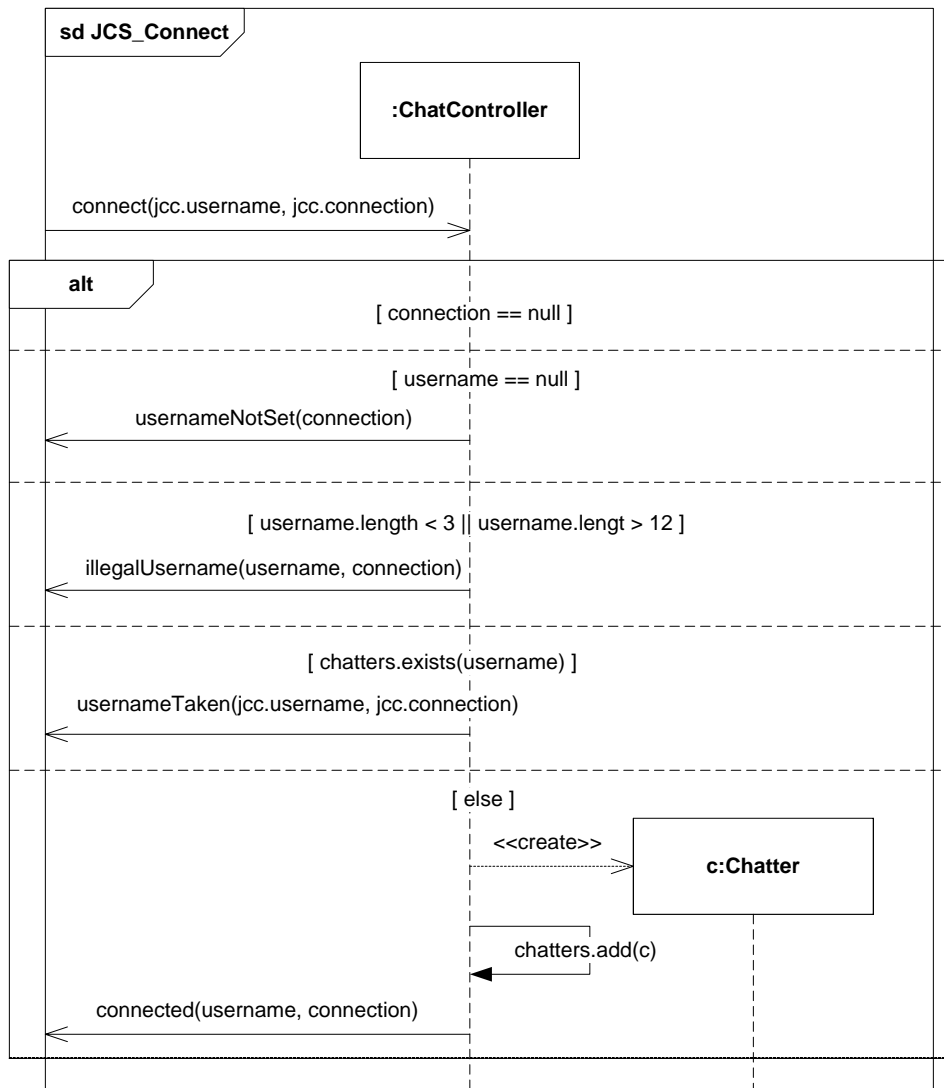 sd JCS_Connect
:ChatController
connect(jcc.username, jcc.connection)
alt
[ connection == null ]
[ username == null ]
usernameNotSet(connection)
[ username.length < 3 || username.lengt > 12 ]
illegalUsername(username, connection)
[ chatters.exists(username) ]
usernameTaken(jcc.username, jcc.connection)
[ else ]
<<create>>
c:Chatter
chatters.add(c)
connected(username, connection)